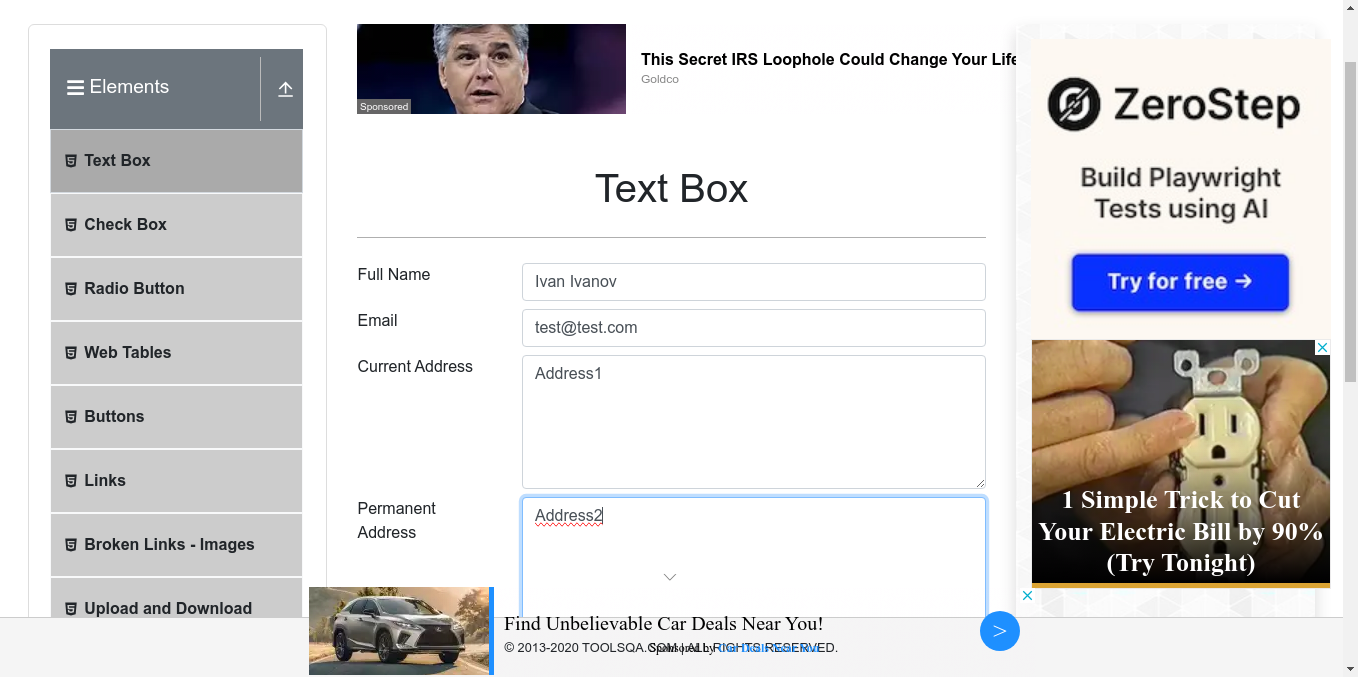 Elements
Text Box
Check Box
Radio Button
Web Tables
Buttons
Links
Broken Links - Images
Upload and Download
Sponsored
This Secret IRS Loophole Could Change Your Life
Goldco
Text Box
Full Name
Ivan Ivanov
Email
test@test.com
Current Address
Address1
Permanent
Address
Address2
ZeroStep
Build Playwright
Tests using AI
Try for free →
1 Simple Trick to Cut
Your Electric Bill by 90%
(Try Tonight)
Find Unbelievable Car Deals Near You!
>
© 2013-2020 TOOLSQA.COM | ALL RIGHTS RESERVED.
Sponsored by